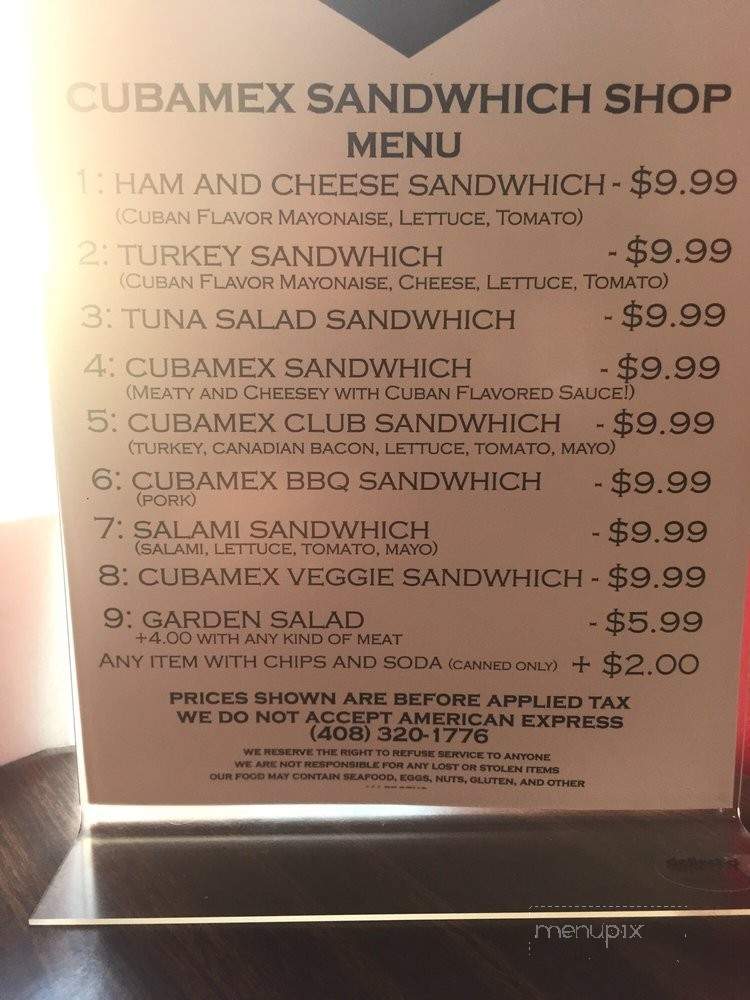 CUBAMEX SANDWHICH SHOP
MENU
1: HAM AND CHEESE SANDWHICH - $9.99
(CUBAN FLAVOR MAYONAISE, LETTUCE, TOMATO)
2: TURKEY SANDWHICH - $9.99
(CUBAN FLAVOR MAYONAISE, CHEESE, LETTUCE, TOMATO)
3: TUNA SALAD SANDWHICH - $9.99
4: CUBAMEX SANDWHICH - $9.99
(MEATY AND CHEESEY WITH CUBAN FLAVORED SAUCE!)
5: CUBAMEX CLUB SANDWHICH - $9.99
(TURKEY, CANADIAN BACON, LETTUCE, TOMATO, MAYO)
6: CUBAMEX BBQ SANDWHICH - $9.99
(PORK)
7: SALAMI SANDWHICH - $9.99
(SALAMI, LETTUCE, TOMATO, MAYO)
8: CUBAMEX VEGGIE SANDWHICH - $9.99
9: GARDEN SALAD - $5.99
+4.00 WITH ANY KIND OF MEAT
ANY ITEM WITH CHIPS AND SODA (CANNED ONLY) + $2.00
PRICES SHOWN ARE BEFORE APPLIED TAX
WE DO NOT ACCEPT AMERICAN EXPRESS
(408) 320-1776
WE RESERVE THE RIGHT TO REFUSE SERVICE TO ANYONE
WE ARE NOT RESPONSIBLE FOR ANY LOST OR STOLEN ITEMS
OUR FOOD MAY CONTAIN SEAFOOD, EGGS, NUTS, GLUTEN, AND OTHER
menupix